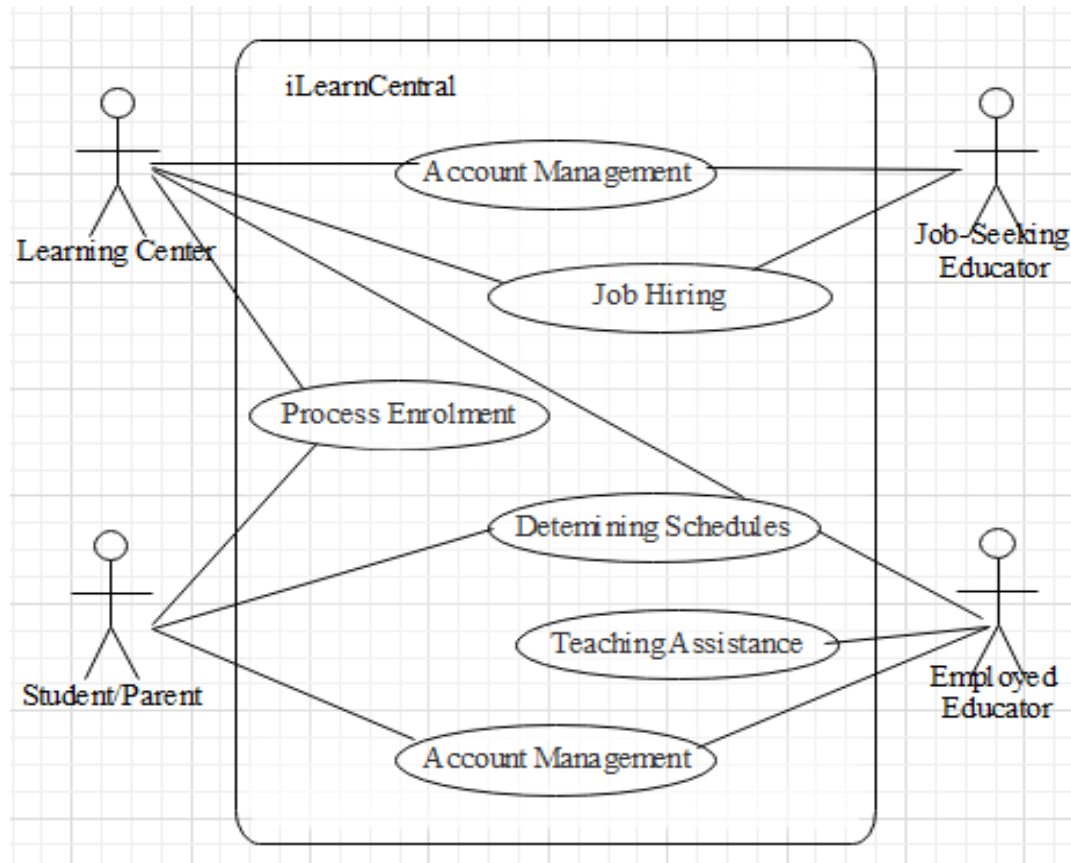 iLearnCentral
Account Management
Learning Center
Job-Seeking
Educator
Job Hiring
Process Enrolment
Detemining Schedules
Teaching Assistance
Student/Parent
Employed
Educator
Account Management